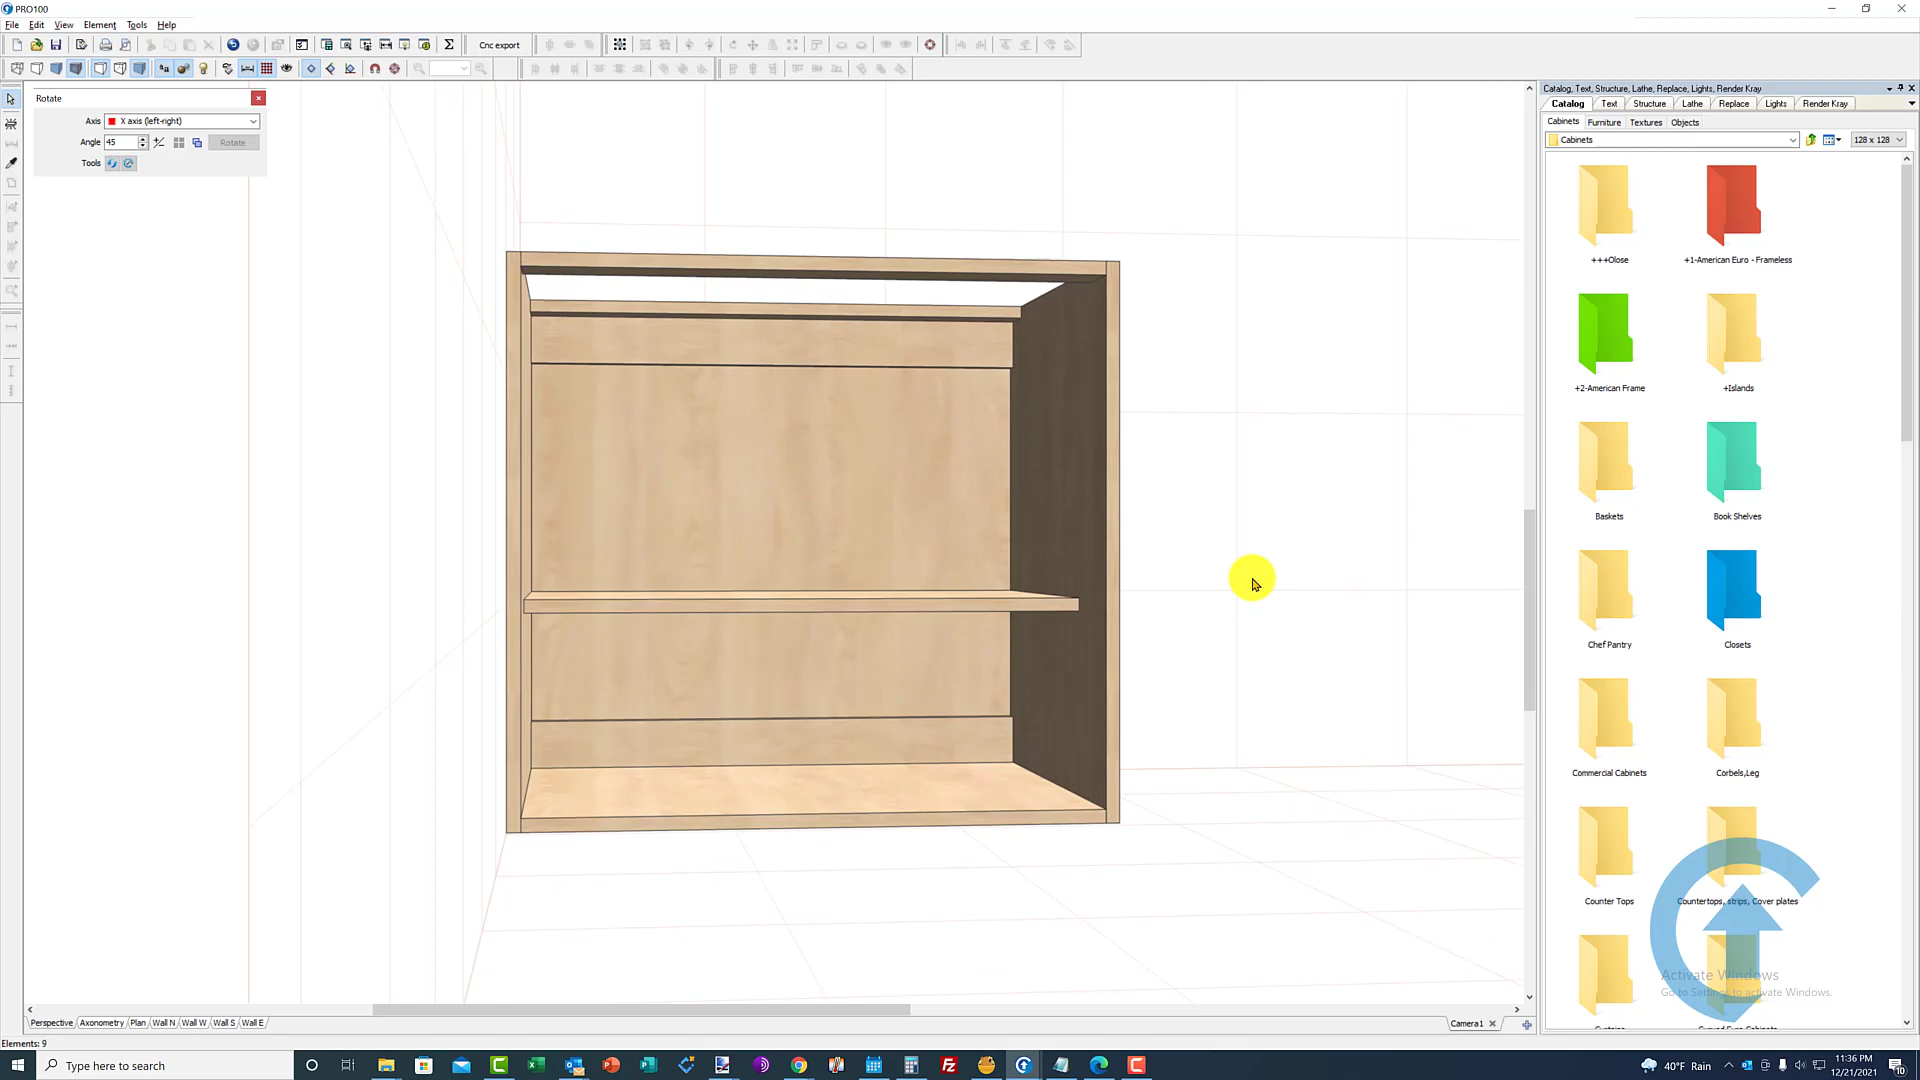 PRO100
File Edit View Element Tools Help
Cnc export
Rotate
Axis X axis (left-right)
Angle 45 Rotate
Tools
Catalog, Text, Structure, Lathe, Replace, Lights, Render Kray
Catalog Text Structure Lathe Replace Lights Render Kray
Cabinets Furniture Textures Objects
Cabinets 128 x 128
+++Olose +1-American Euro - Frameless
+2-American Frame +Islands
Baskets Book Shelves
Chef Pantry Closets
Commercial Cabinets Corbels,Leg
Counter Tops Countertops, strips, Cover plates
Activate Windows
Go to Settings to activate Windows.
Perspective Axonometry Plan Wall N Wall W Wall S Wall E
Camera1
Elements: 9
Type here to search
40°F Rain
11:36 PM
12/21/2021
10